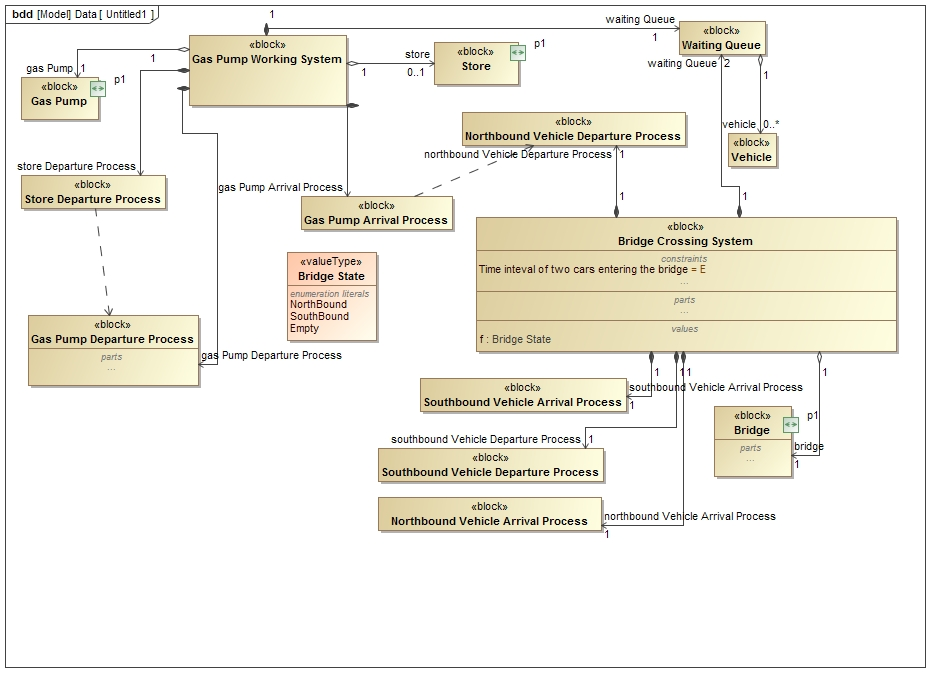 bdd [Model] Data [ Untitled1 ]
1
waiting Queue
1
«block»
Waiting Queue
waiting Queue
2
1
«block»
Gas Pump Working System
1
gas Pump
1
«block»
Gas Pump
p1
store
1
0..1
«block»
Store
p1
vehicle
0..*
«block»
Vehicle
«block»
Northbound Vehicle Departure Process
northbound Vehicle Departure Process
1
store Departure Process
«block»
Store Departure Process
gas Pump Arrival Process
«block»
Gas Pump Arrival Process
1
1
«block»
Bridge Crossing System
constraints
Time inteval of two cars entering the bridge = E
...
parts
...
values
f : Bridge State
«valueType»
Bridge State
enumeration literals
NorthBound
SouthBound
Empty
«block»
Gas Pump Departure Process
parts
...
gas Pump Departure Process
1
1
1
1
southbound Vehicle Arrival Process
1
«block»
Southbound Vehicle Arrival Process
«block»
Bridge
parts
...
p1
bridge
1
southbound Vehicle Departure Process
1
«block»
Southbound Vehicle Departure Process
«block»
Northbound Vehicle Arrival Process
northbound Vehicle Arrival Process
1